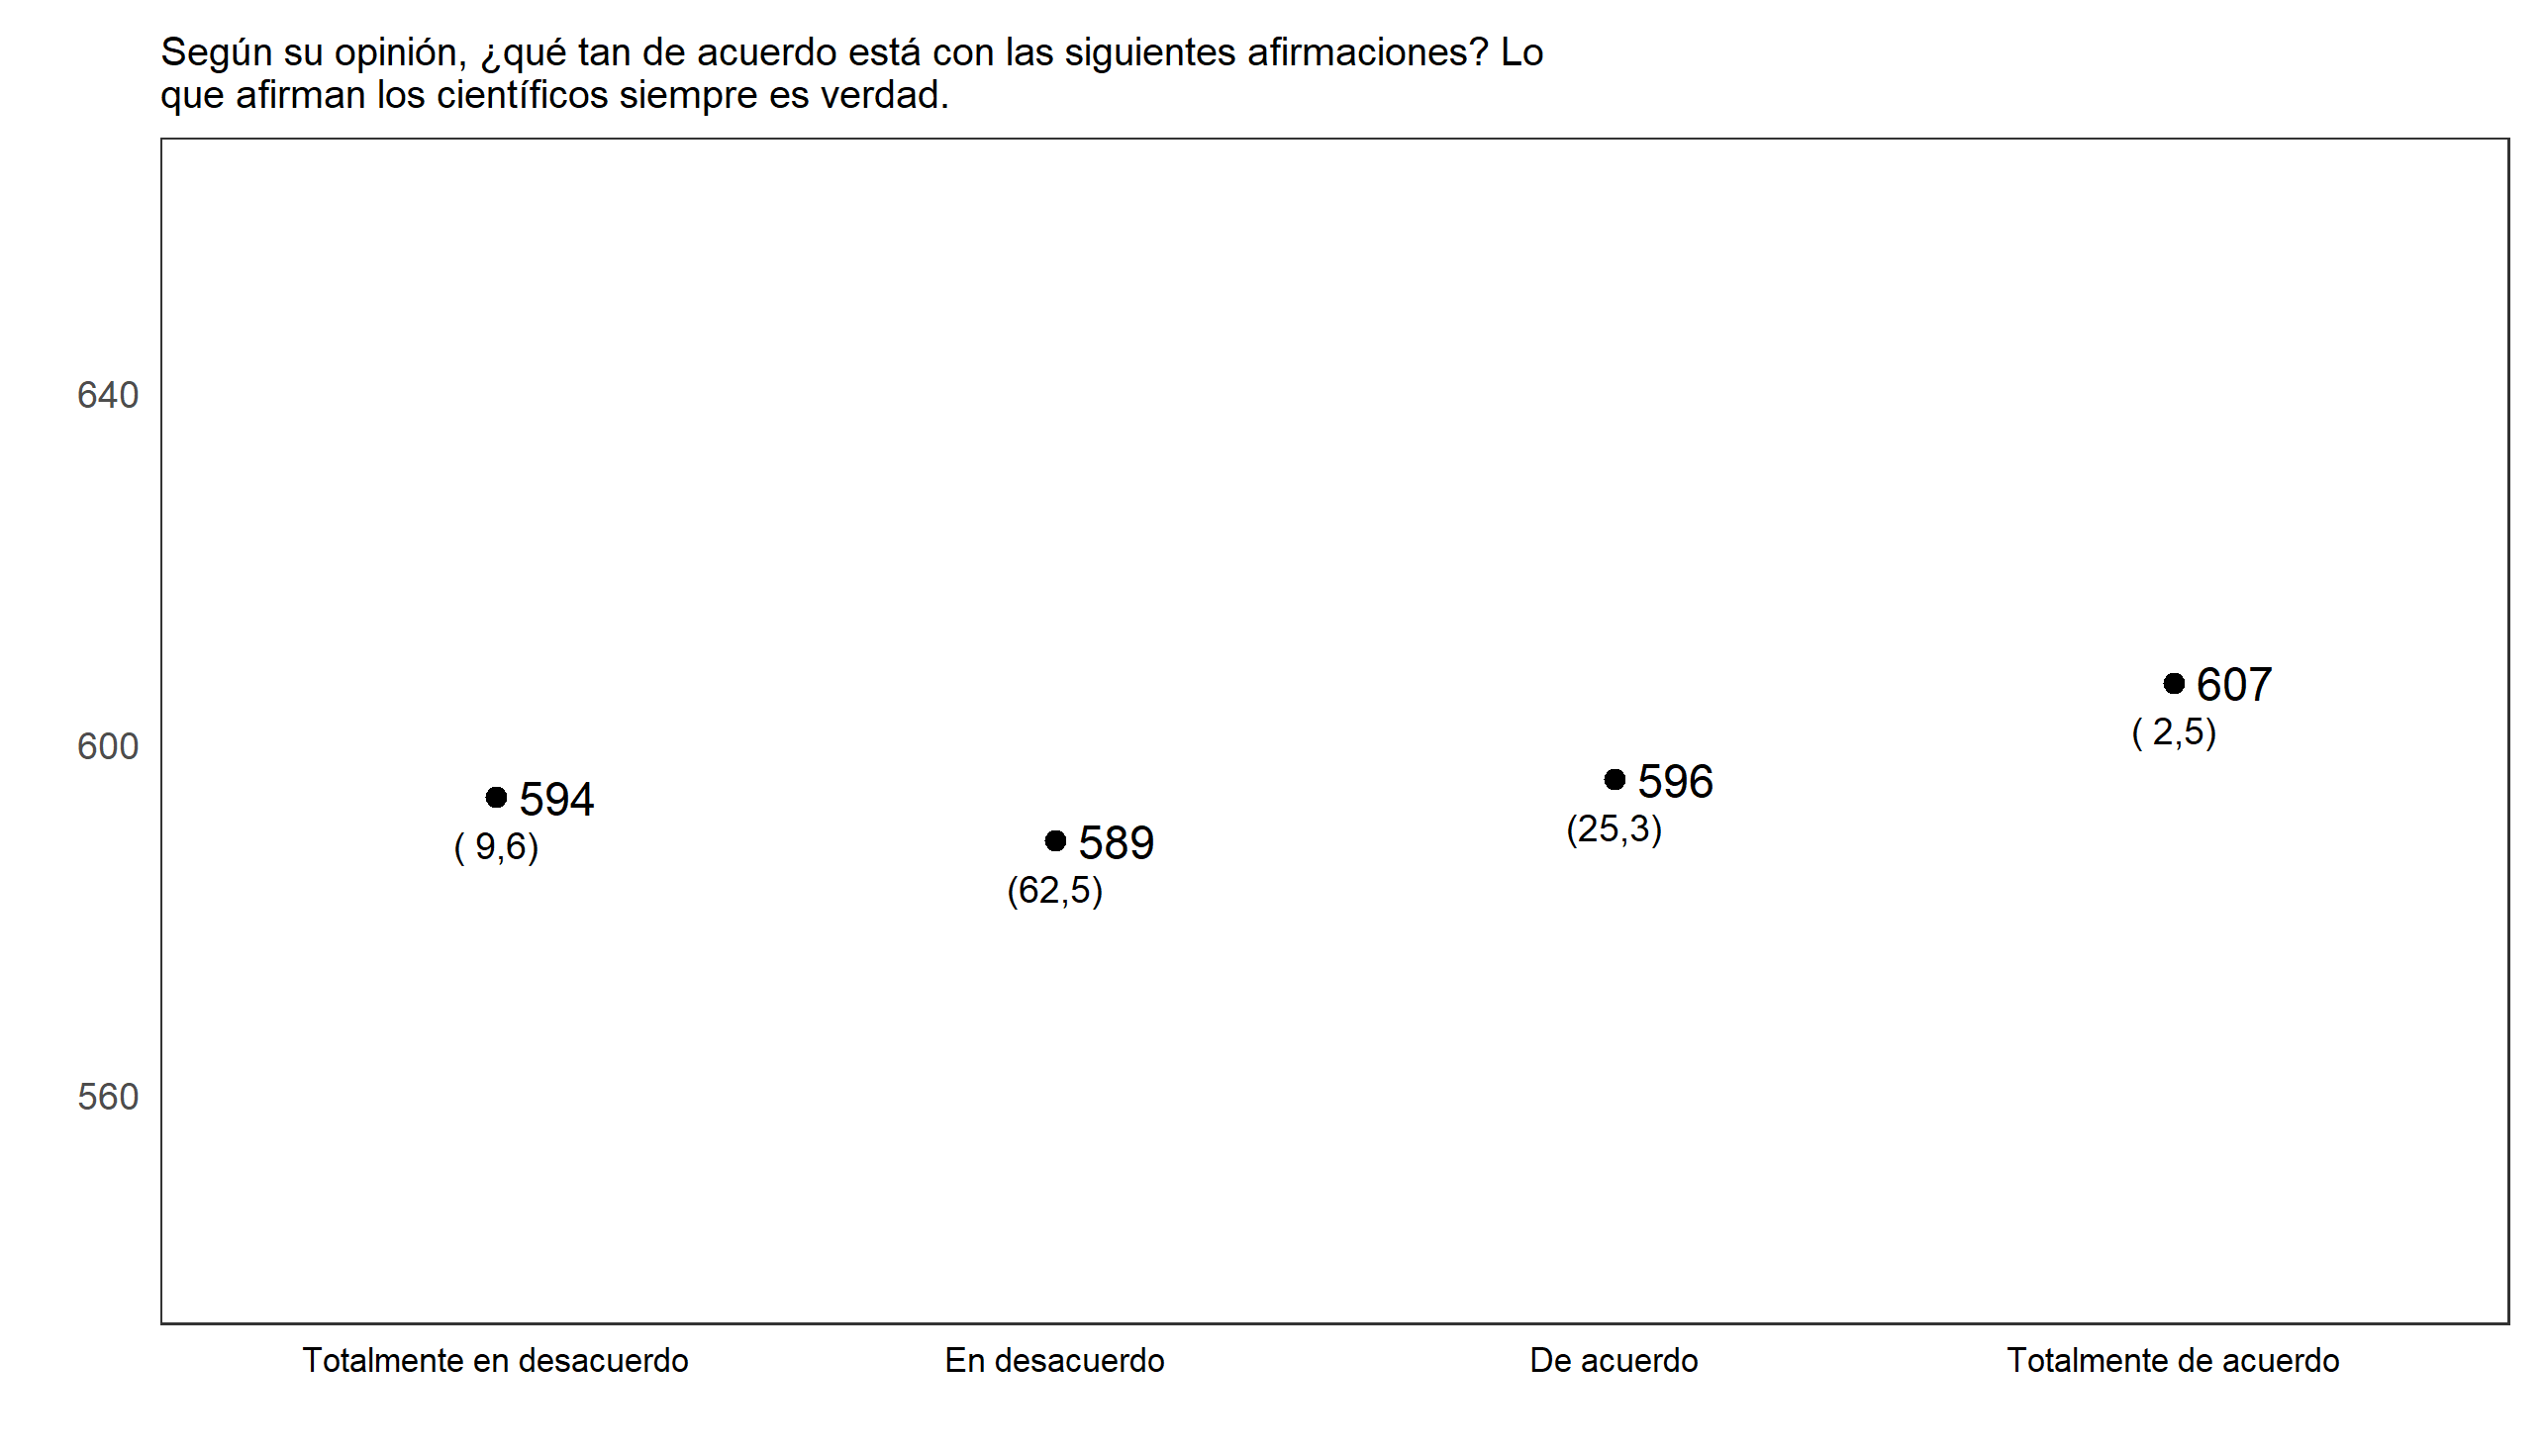 Según su opinión, ¿qué tan de acuerdo está con las siguientes afirmaciones? Lo
que afirman los científicos siempre es verdad.
640
600
560
594
( 9,6)
589
(62,5)
596
(25,3)
607
( 2,5)
Totalmente en desacuerdo
En desacuerdo
De acuerdo
Totalmente de acuerdo